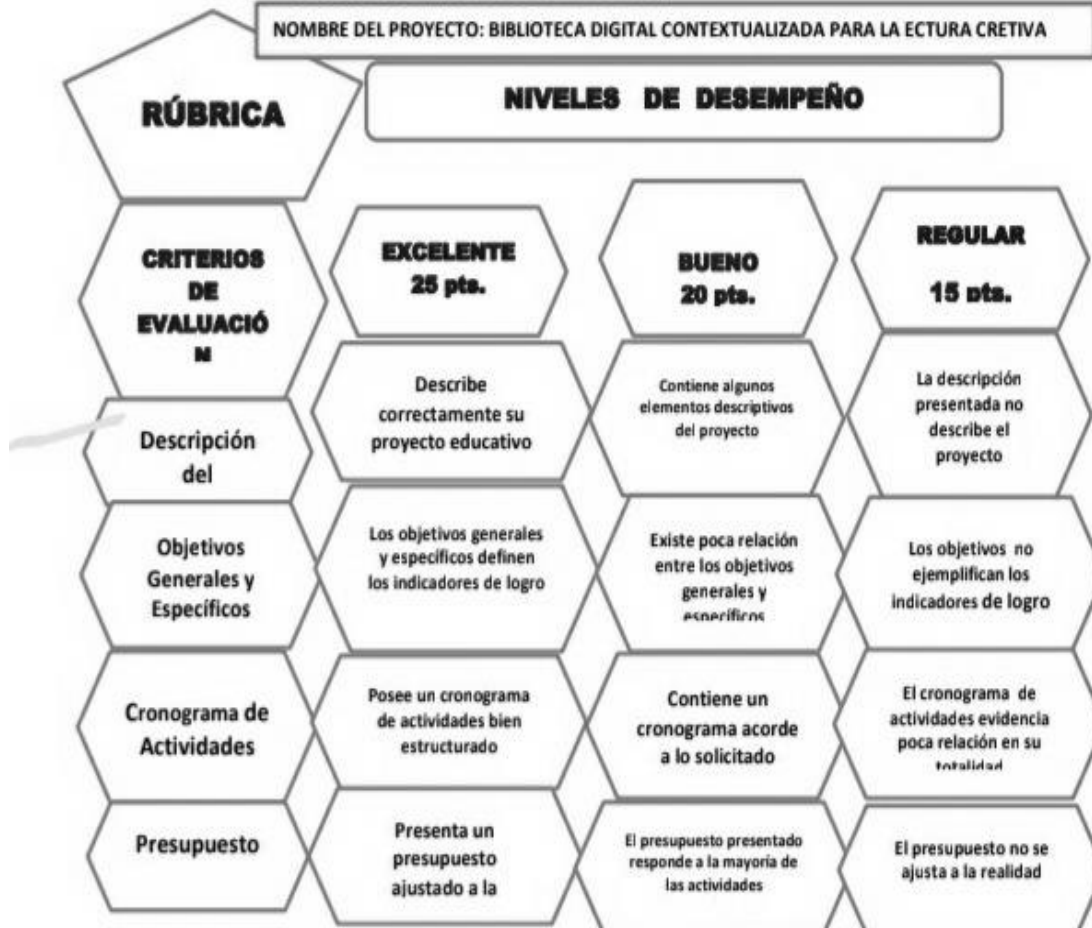 NOMBRE DEL PROYECTO: BIBLIOTECA DIGITAL CONTEXTUALIZADA PARA LA ECTURA CRETIVA
RÚBRICA
NIVELES DE DESEMPEÑO
CRITERIOS
DE
EVALUACIÓ
N
EXCELENTE
25 pts.
BUENO
20 pts.
REGULAR
15 pts.
Descripción
del
Describe
correctamente su
proyecto educativo
Contiene algunos
elementos descriptivos
del proyecto
La descripción
presentada no
describe el
proyecto
Objetivos
Generales y
Específicos
Los objetivos generales
y específicos definen
los indicadores de logro
Existe poca relación
entre los objetivos
generales y
específicos
Los objetivos no
ejemplifican los
indicadores de logro
Cronograma de
Actividades
Posee un cronograma
de actividades bien
estructurado
Contiene un
cronograma acorde
a lo solicitado
El cronograma de
actividades evidencia
poca relación en su
totalidad
Presupuesto
Presenta un
presupuesto
ajustado a la
El presupuesto presentado
responde a la mayoría de
las actividades
El presupuesto no se
ajusta a la realidad